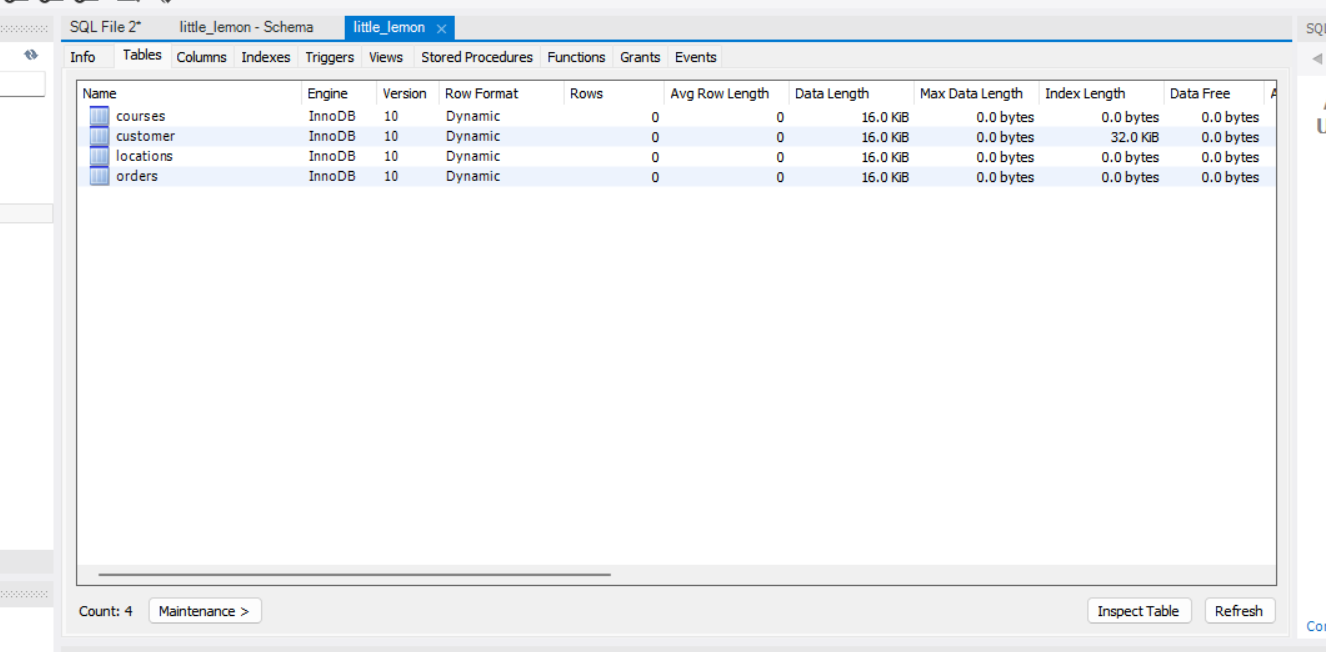 SQL File 2* little_lemon - Schema little_lemon × SQL
Info Tables Columns Indexes Triggers Views Stored Procedures Functions Grants Events
Name Engine Version Row Format Rows Avg Row Length Data Length Max Data Length Index Length Data Free
courses InnoDB 10 Dynamic 0 0 16.0 KiB 0.0 bytes 0.0 bytes 0.0 bytes
customer InnoDB 10 Dynamic 0 0 16.0 KiB 0.0 bytes 32.0 KiB 0.0 bytes
locations InnoDB 10 Dynamic 0 0 16.0 KiB 0.0 bytes 0.0 bytes 0.0 bytes
orders InnoDB 10 Dynamic 0 0 16.0 KiB 0.0 bytes 0.0 bytes 0.0 bytes
Count: 4 Maintenance > Inspect Table Refresh